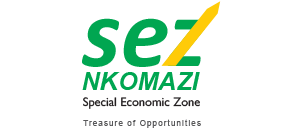 sez
NKOMAZI
Special Economic Zone
Treasure of Opportunities